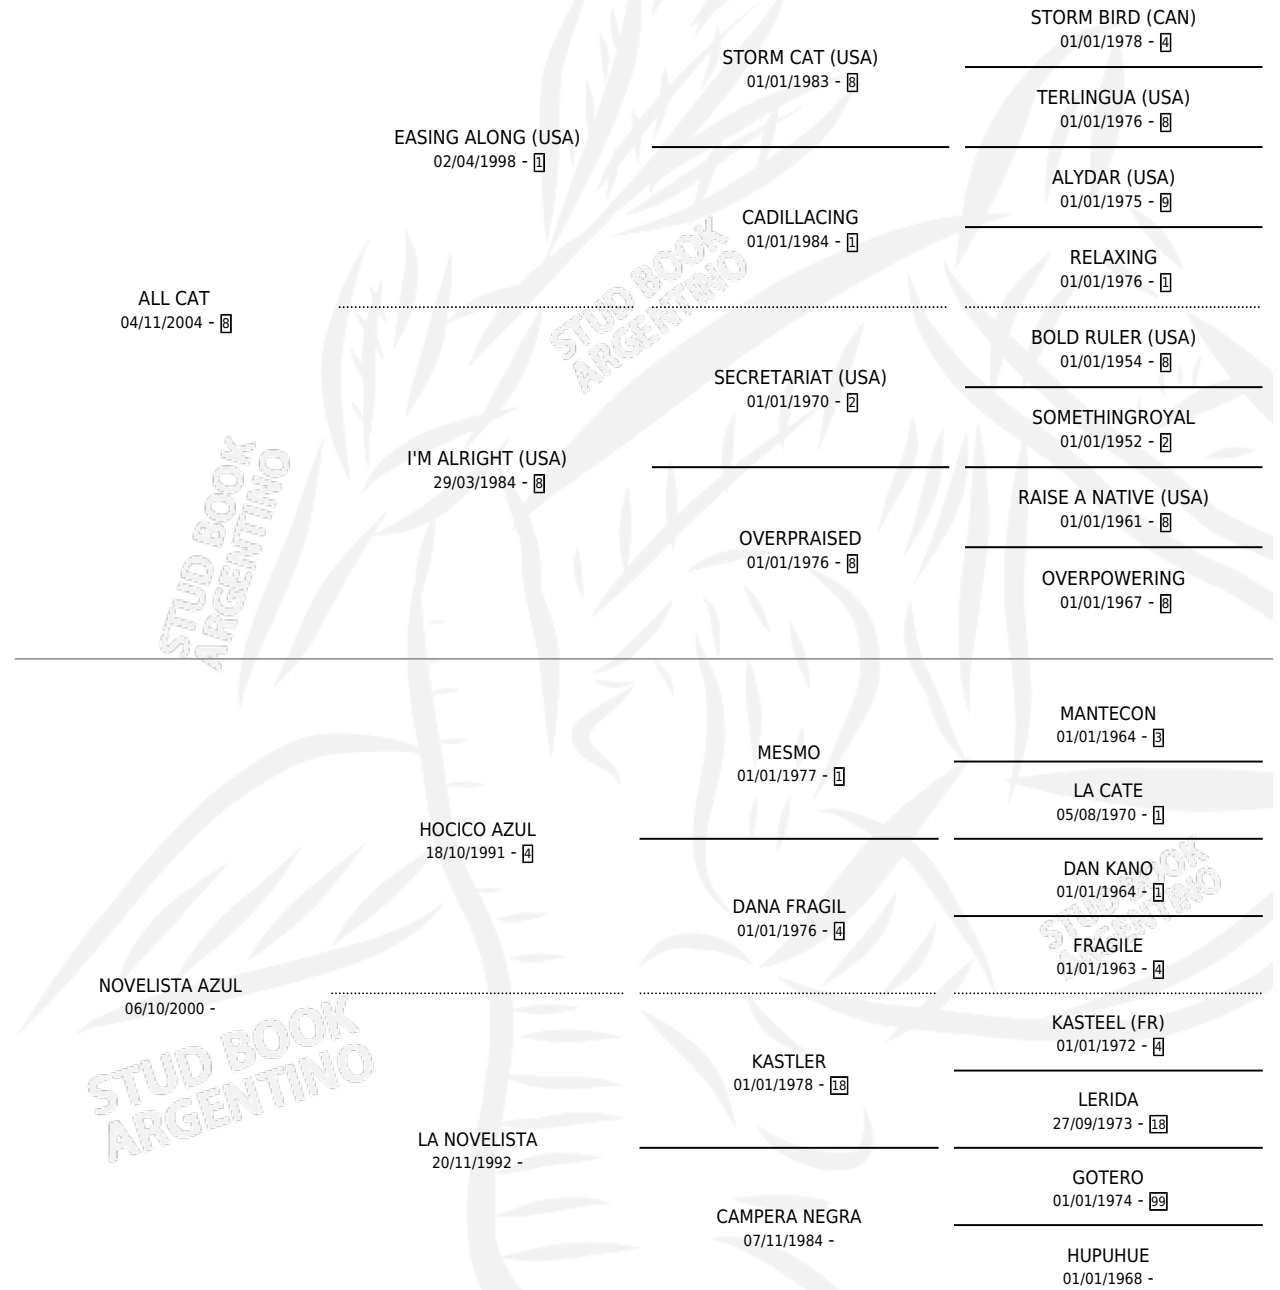 STORM BIRD (CAN)
01/01/1978 - 4
STORM CAT (USA)
01/01/1983 - 8
TERLINGUA (USA)
01/01/1976 - 8
EASING ALONG (USA)
02/04/1998 - 1
ALYDAR (USA)
01/01/1975 - 9
CADILLACING
01/01/1984 - 1
RELAXING
01/01/1976 - 1
ALL CAT
04/11/2004 - 8
BOLD RULER (USA)
01/01/1954 - 8
SECRETARIAT (USA)
01/01/1970 - 2
SOMETHINGROYAL
01/01/1952 - 2
I'M ALRIGHT (USA)
29/03/1984 - 8
RAISE A NATIVE (USA)
01/01/1961 - 8
OVERPRAISED
01/01/1976 - 8
OVERPOWERING
01/01/1967 - 8
MANTECON
01/01/1964 - 3
MESMO
01/01/1977 - 1
LA CATE
05/08/1970 - 1
HOCICO AZUL
18/10/1991 - 4
DAN KANO
01/01/1964 - 1
DANA FRAGIL
01/01/1976 - 4
FRAGILE
01/01/1963 - 4
NOVELISTA AZUL
06/10/2000 -
KASTEEL (FR)
01/01/1972 - 4
KASTLER
01/01/1978 - 18
LERIDA
27/09/1973 - 18
LA NOVELISTA
20/11/1992 -
GOTERO
01/01/1974 - 99
CAMPERA NEGRA
07/11/1984 -
HUPUHUE
01/01/1968 -
STUD BOOK
ARGENTINO
STUD BOOK
ARGENTINO
STUD BOOK
ARGENTINO
STUD BOOK
ARGENTINO